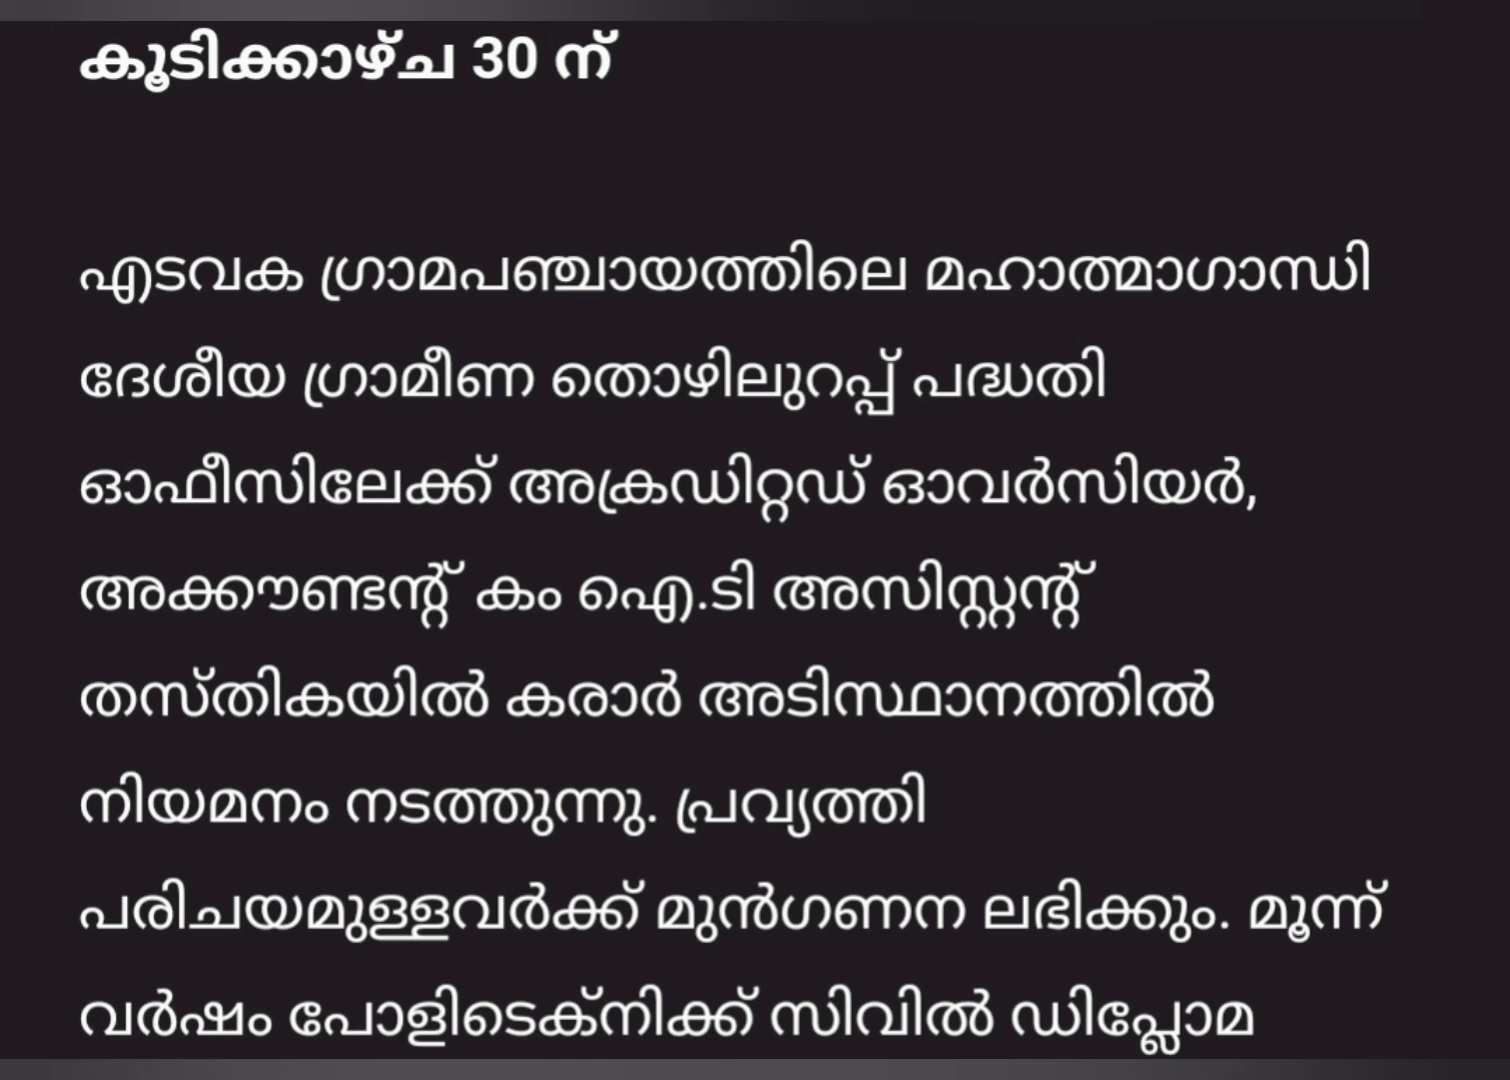 കൂടിക്കാഴ്ച 30 ന്
എടവക ഗ്രാമപഞ്ചായത്തിലെ മഹാത്മാഗാന്ധി
ദേശീയ ഗ്രാമീണ തൊഴിലുറപ്പ് പദ്ധതി
ഓഫീസിലേക്ക് അക്രഡിറ്റഡ് ഓവർസിയർ,
അക്കൗണ്ടന്റ് കം ഐ.ടി അസിസ്റ്റന്റ്
തസ്തികയിൽ കരാർ അടിസ്ഥാനത്തിൽ
നിയമനം നടത്തുന്നു. പ്രവ്യത്തി
പരിചയമുള്ളവർക്ക് മുൻഗണന ലഭിക്കും. മൂന്ന്
വർഷം പോളിടെക്നിക്ക് സിവിൽ ഡിപ്ലോമ